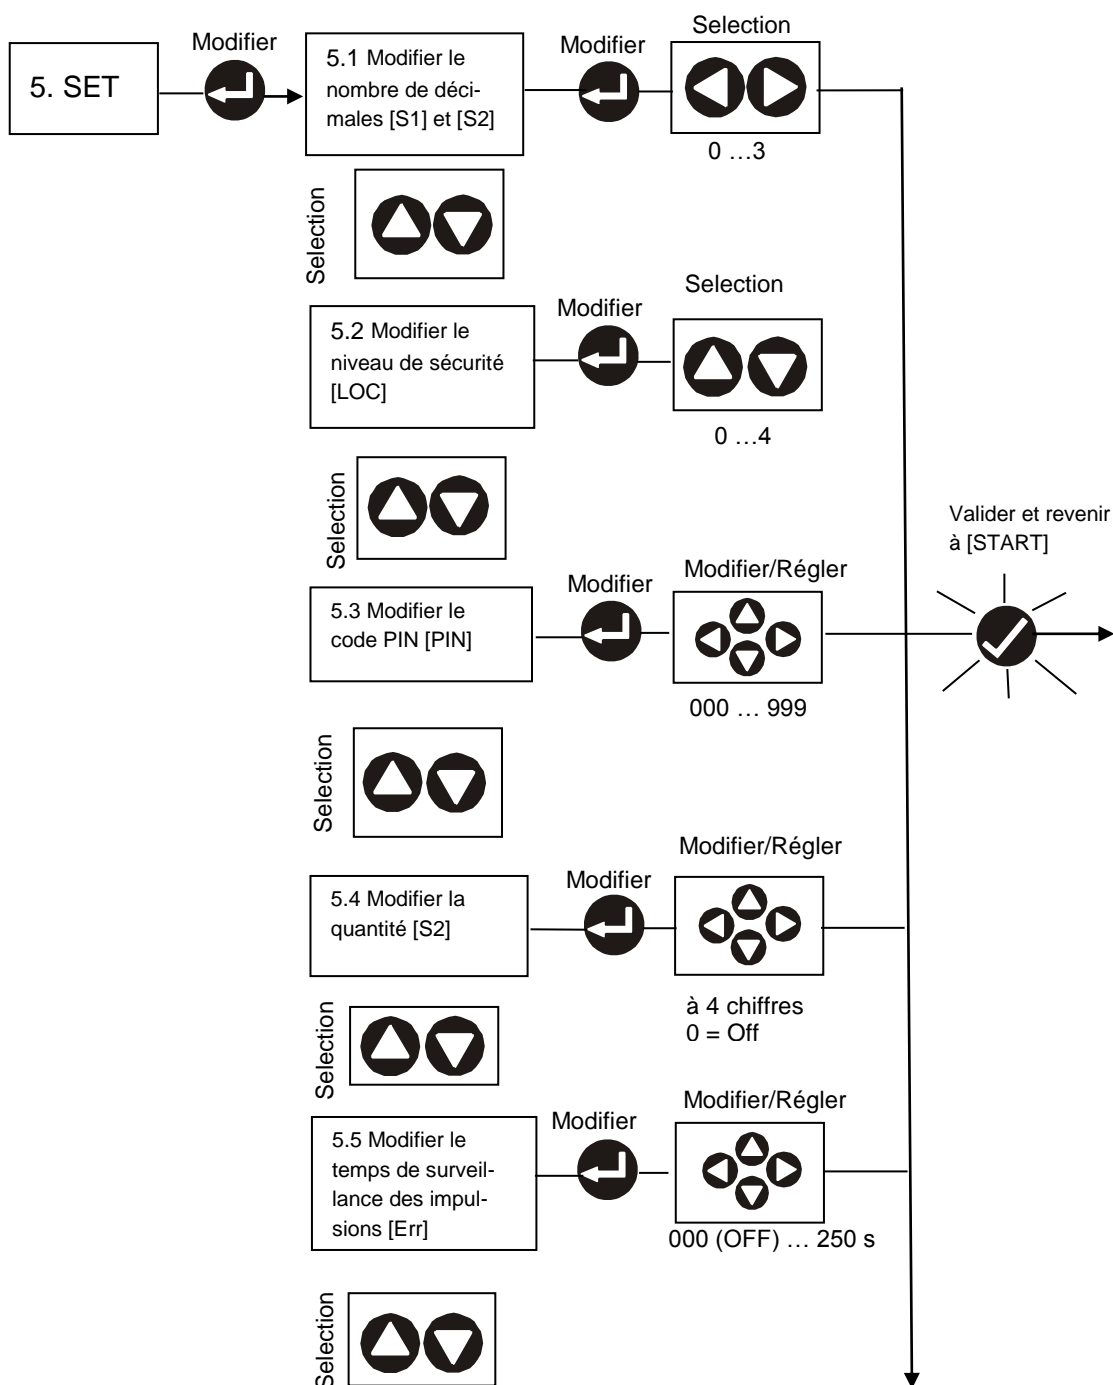 5. SET
Modifier
5.1 Modifier le
nombre de déci-
males [S1] et [S2]
Modifier
Selection
0 …3
Selection
5.2 Modifier le
niveau de sécurité
[LOC]
Modifier
Selection
0 …4
Selection
5.3 Modifier le
code PIN [PIN]
Modifier
Modifier/Régler
000 … 999
Valider et revenir
à [START]
Selection
5.4 Modifier la
quantité [S2]
Modifier
Modifier/Régler
à 4 chiffres
0 = Off
Selection
5.5 Modifier le
temps de surveil-
lance des impul-
sions [Err]
Modifier
Modifier/Régler
000 (OFF) … 250 s
Selection